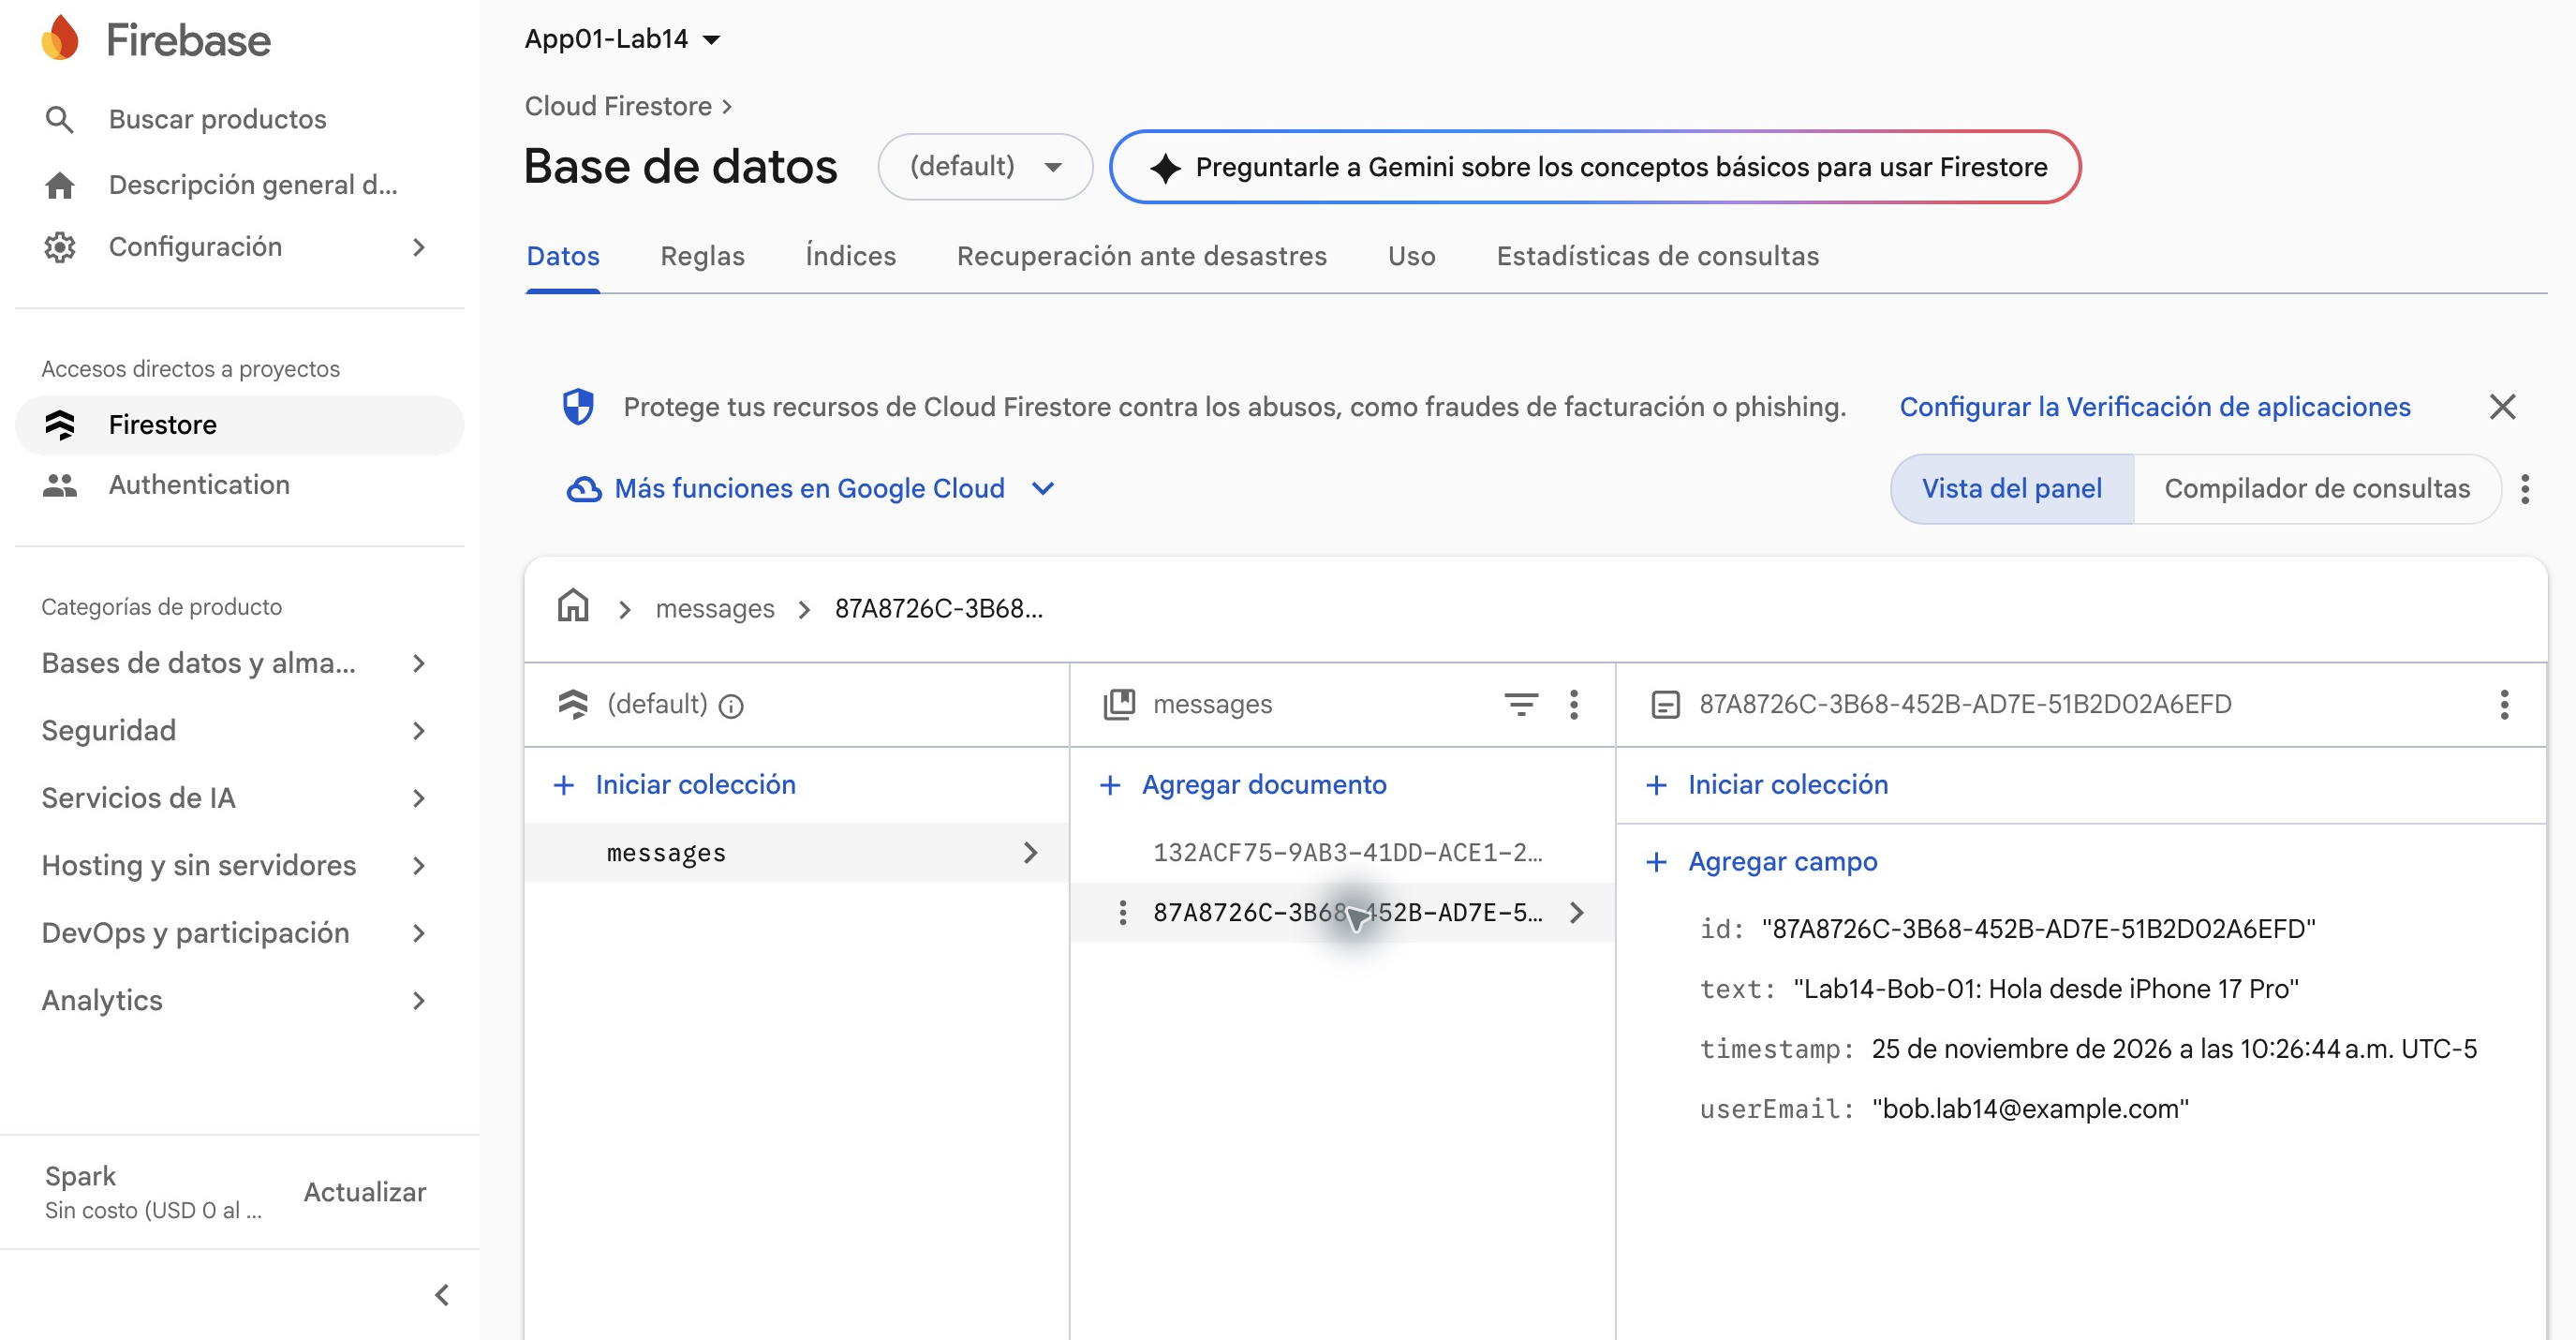 Firebase
Buscar productos
Descripción general d...
Configuración
Accesos directos a proyectos
Firestore
Authentication
Categorías de producto
Bases de datos y alma...
Seguridad
Servicios de IA
Hosting y sin servidores
DevOps y participación
Analytics
Spark
Sin costo (USD 0 al ...
Actualizar
App01-Lab14
Cloud Firestore
Base de datos
(default)
Preguntarle a Gemini sobre los conceptos básicos para usar Firestore
Datos
Reglas
Índices
Recuperación ante desastres
Uso
Estadísticas de consultas
Protege tus recursos de Cloud Firestore contra los abusos, como fraudes de facturación o phishing.
Configurar la Verificación de aplicaciones
Más funciones en Google Cloud
Vista del panel
Compilador de consultas
messages
87A8726C-3B68...
(default)
Iniciar colección
messages
messages
Agregar documento
132ACF75-9AB3-41DD-ACE1-2...
87A8726C-3B68-452B-AD7E-5...
87A8726C-3B68-452B-AD7E-51B2D02A6EFD
Iniciar colección
Agregar campo
id: "87A8726C-3B68-452B-AD7E-51B2D02A6EFD"
text: "Lab14-Bob-01: Hola desde iPhone 17 Pro"
timestamp: 25 de noviembre de 2026 a las 10:26:44 a.m. UTC-5
userEmail: "bob.lab14@example.com"